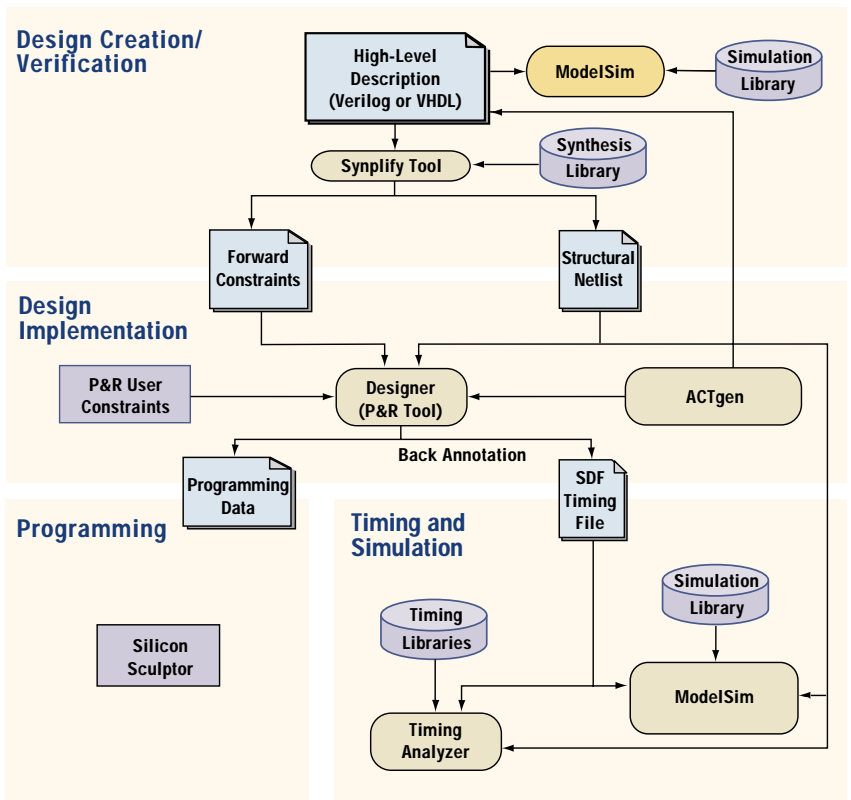 Design Creation/
Verification
High-Level
Description
(Verilog or VHDL)
ModelSim
Simulation
Library
Synplify Tool
Synthesis
Library
Forward
Constraints
Structural
Netlist
Design
Implementation
P&R User
Constraints
Designer
(P&R Tool)
ACTgen
Back Annotation
Programming
Data
SDF
Timing
File
Programming
Timing and
Simulation
Silicon
Sculptor
Timing
Libraries
Simulation
Library
ModelSim
Timing
Analyzer